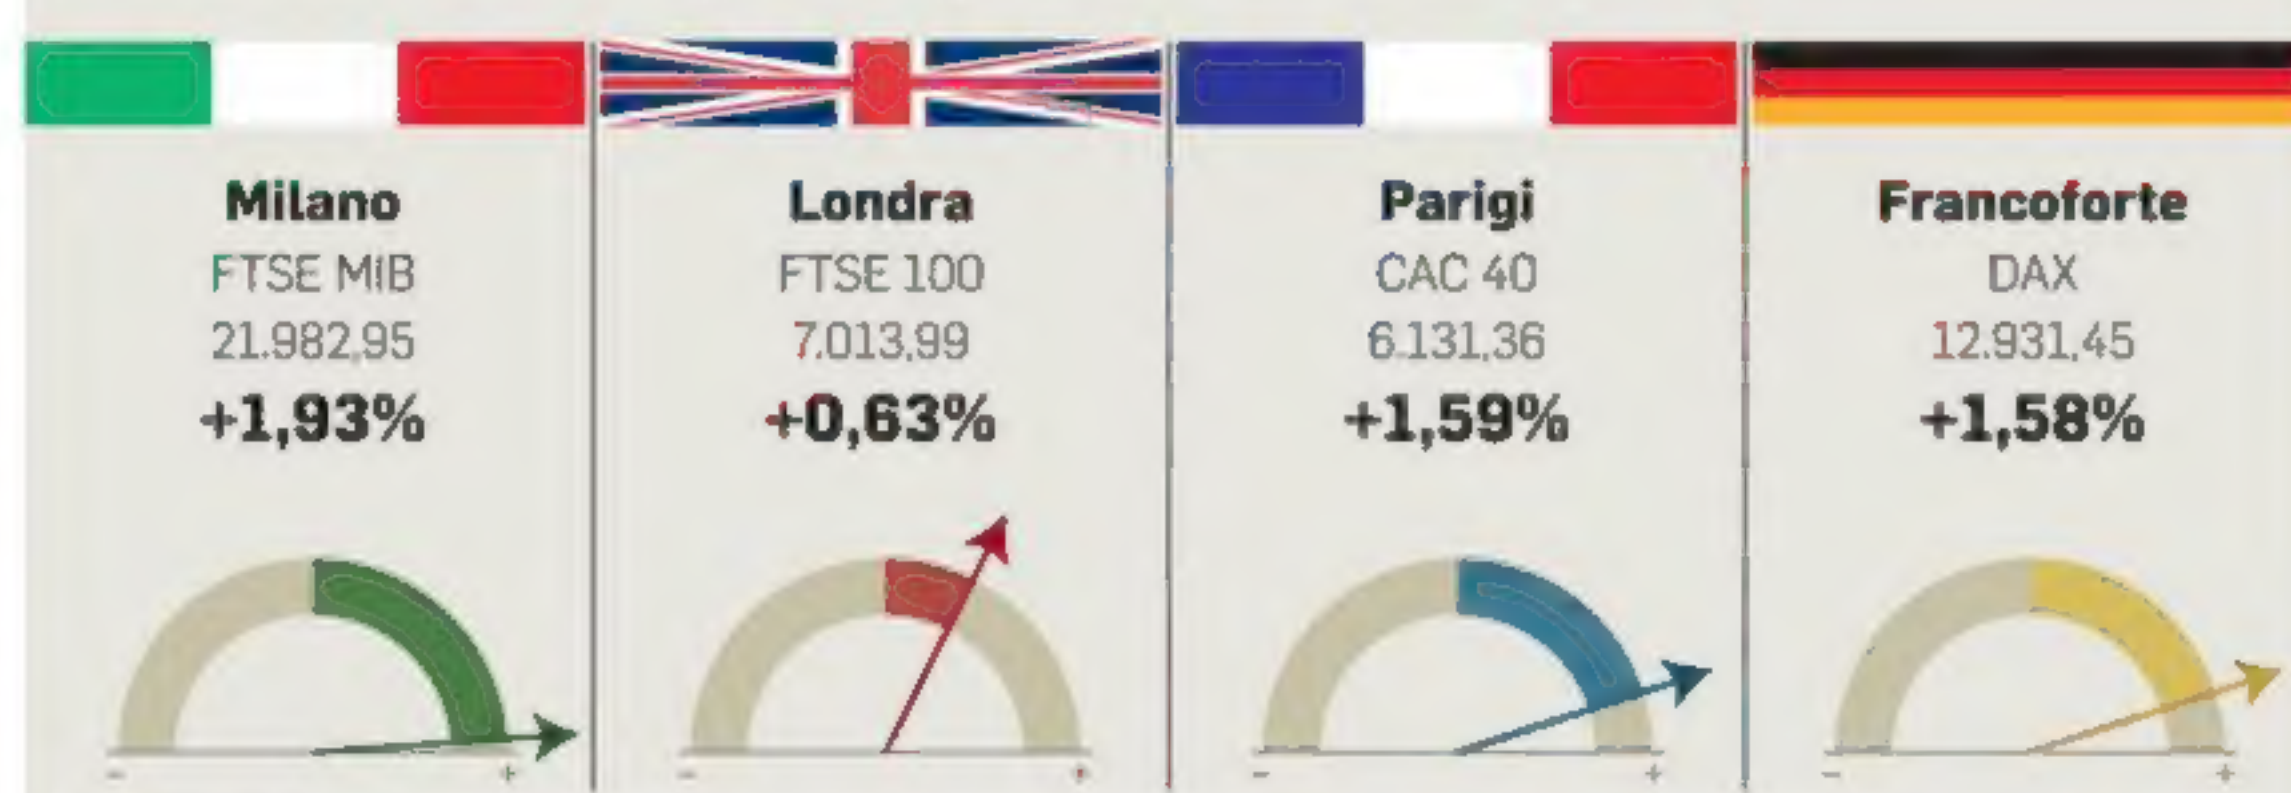 Milano
FTSE MIB
21.982,95
+1,93%
- +
Londra
FTSE 100
7.013,99
+0,63%
- +
Parigi
CAC 40
6.131,36
+1,59%
- +
Francoforte
DAX
12.931,45
+1,58%
- +